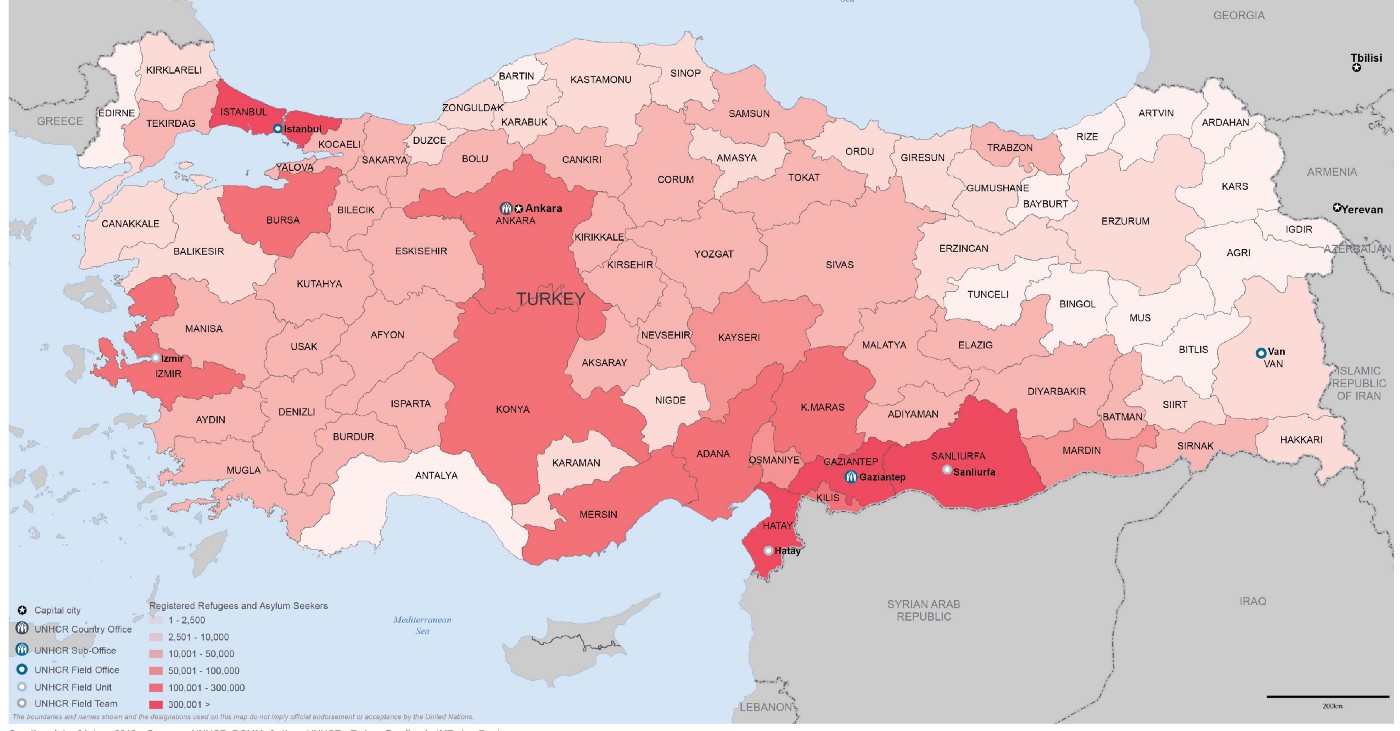 Sea
GEORGIA
Tbilisi
KIRKLARELI
BARTIN
KASTAMONU
SINOP
EDIRNE
GREECE
TEKIRDAG
ISTANBUL
Istanbul
ZONGULDAK
KARABUK
SAMSUN
ARTVIN
ARDAHAN
RIZE
KOCAELI
DUZCE
YALOVA
SAKARYA
BOLU
CANKIRI
AMASYA
ORDU
GIRESUN
TRABZON
CORUM
TOKAT
GUMUSHANE
BAYBURT
KARS
ARMENIA
Yerevan
CANAKKALE
BURSA
BILECIK
Ankara
ANKARA
ERZURUM
IGDIR
AZERBAIJAN
BALIKESIR
ESKISEHIR
KIRIKKALE
KIRSEHIR
YOZGAT
SIVAS
ERZINCAN
AGRI
KUTAHYA
TURKEY
TUNCELI
BINGOL
MUS
MANISA
USAK
AFYON
NEVSEHIR
KAYSERI
MALATYA
ELAZIG
BITLIS
Van
VAN
Izmir
IZMIR
AKSARAY
ISLAMIC
REPUBLIC
OF IRAN
AYDIN
DENIZLI
ISPARTA
KONYA
NIGDE
K.MARAS
ADIYAMAN
DIYARBAKIR
BATMAN
SIIRT
BURDUR
MUGLA
ANTALYA
KARAMAN
ADANA
OSMANIYE
GAZIANTEP
Gaziantep
SANLIURFA
Sanliurfa
MARDIN
SIRNAK
HAKKARI
KILIS
MERSIN
HATAY
Hatay
SYRIAN ARAB
REPUBLIC
IRAQ
Mediterranean
Sea
LEBANON
Capital city
UNHCR Country Office
UNHCR Sub-Office
UNHCR Field Office
UNHCR Field Unit
UNHCR Field Team
Registered Refugees and Asylum Seekers
1 - 2,500
2,501 - 10,000
10,001 - 50,000
50,001 - 100,000
100,001 - 300,000
300,001 >
200km
The boundaries and names shown and the designations used on this map do not imply official endorsement or acceptance by the United Nations.